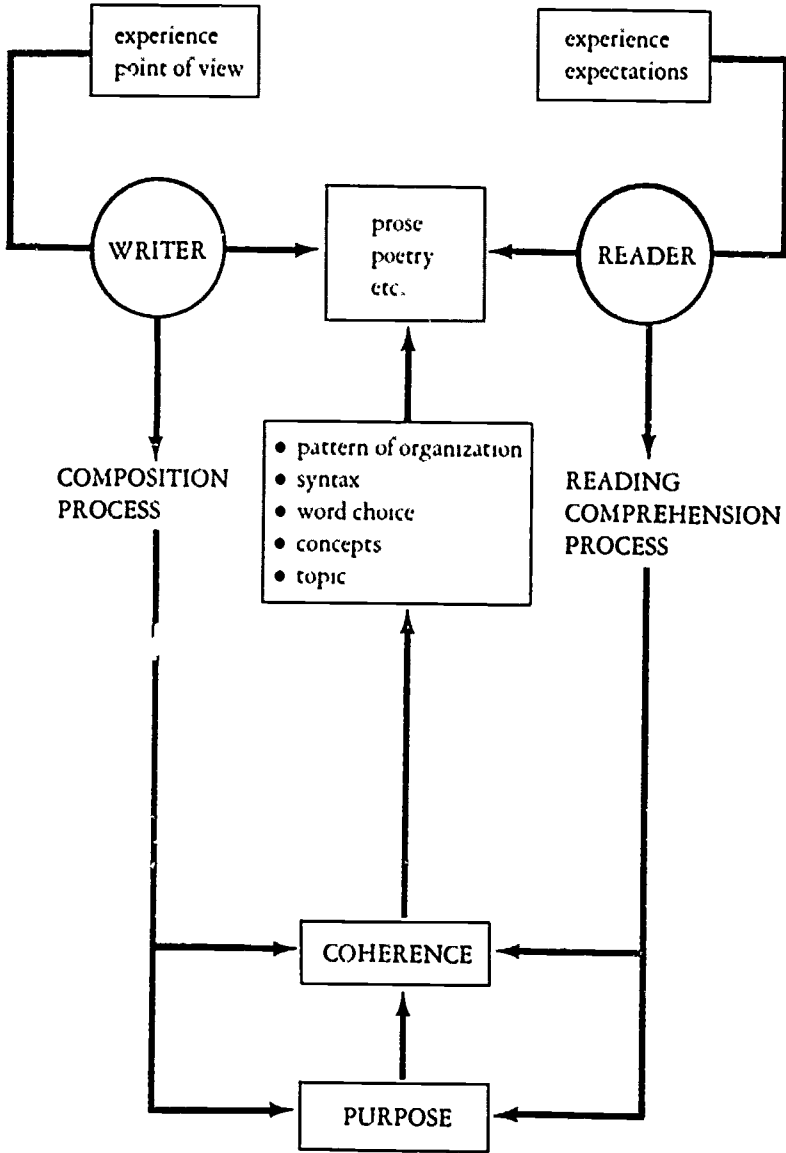 experience
point of view
experience
expectations
WRITER
prose
poetry
etc.
READER
• pattern of organization
• syntax
• word choice
• concepts
• topic
COMPOSITION
PROCESS
READING
COMPREHENSION
PROCESS
COHERENCE
PURPOSE